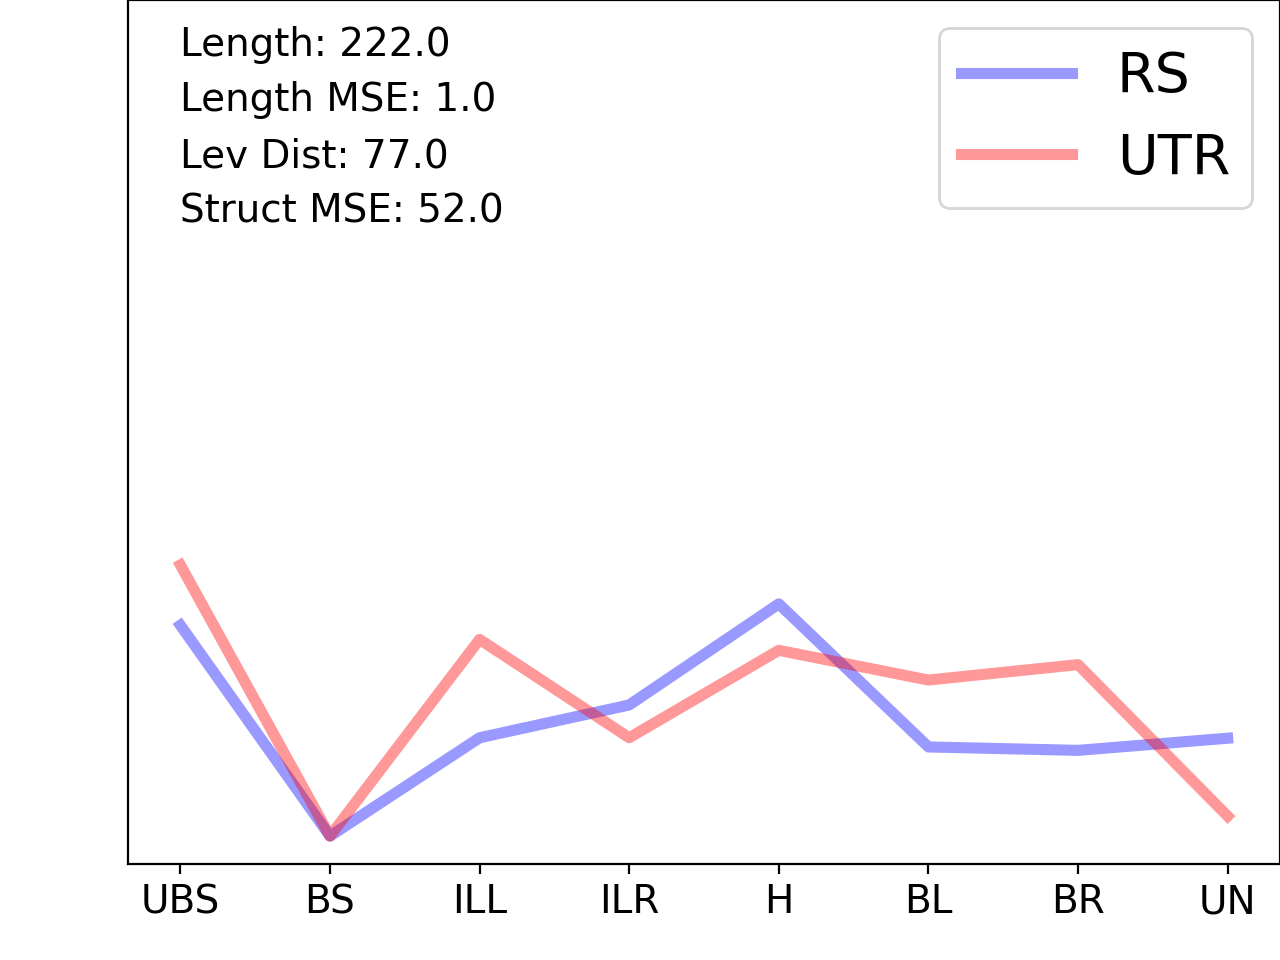 Length: 222.0
Length MSE: 1.0
Lev Dist: 77.0
Struct MSE: 52.0
RS
UTR
UBS BS ILL ILR H BL BR UN